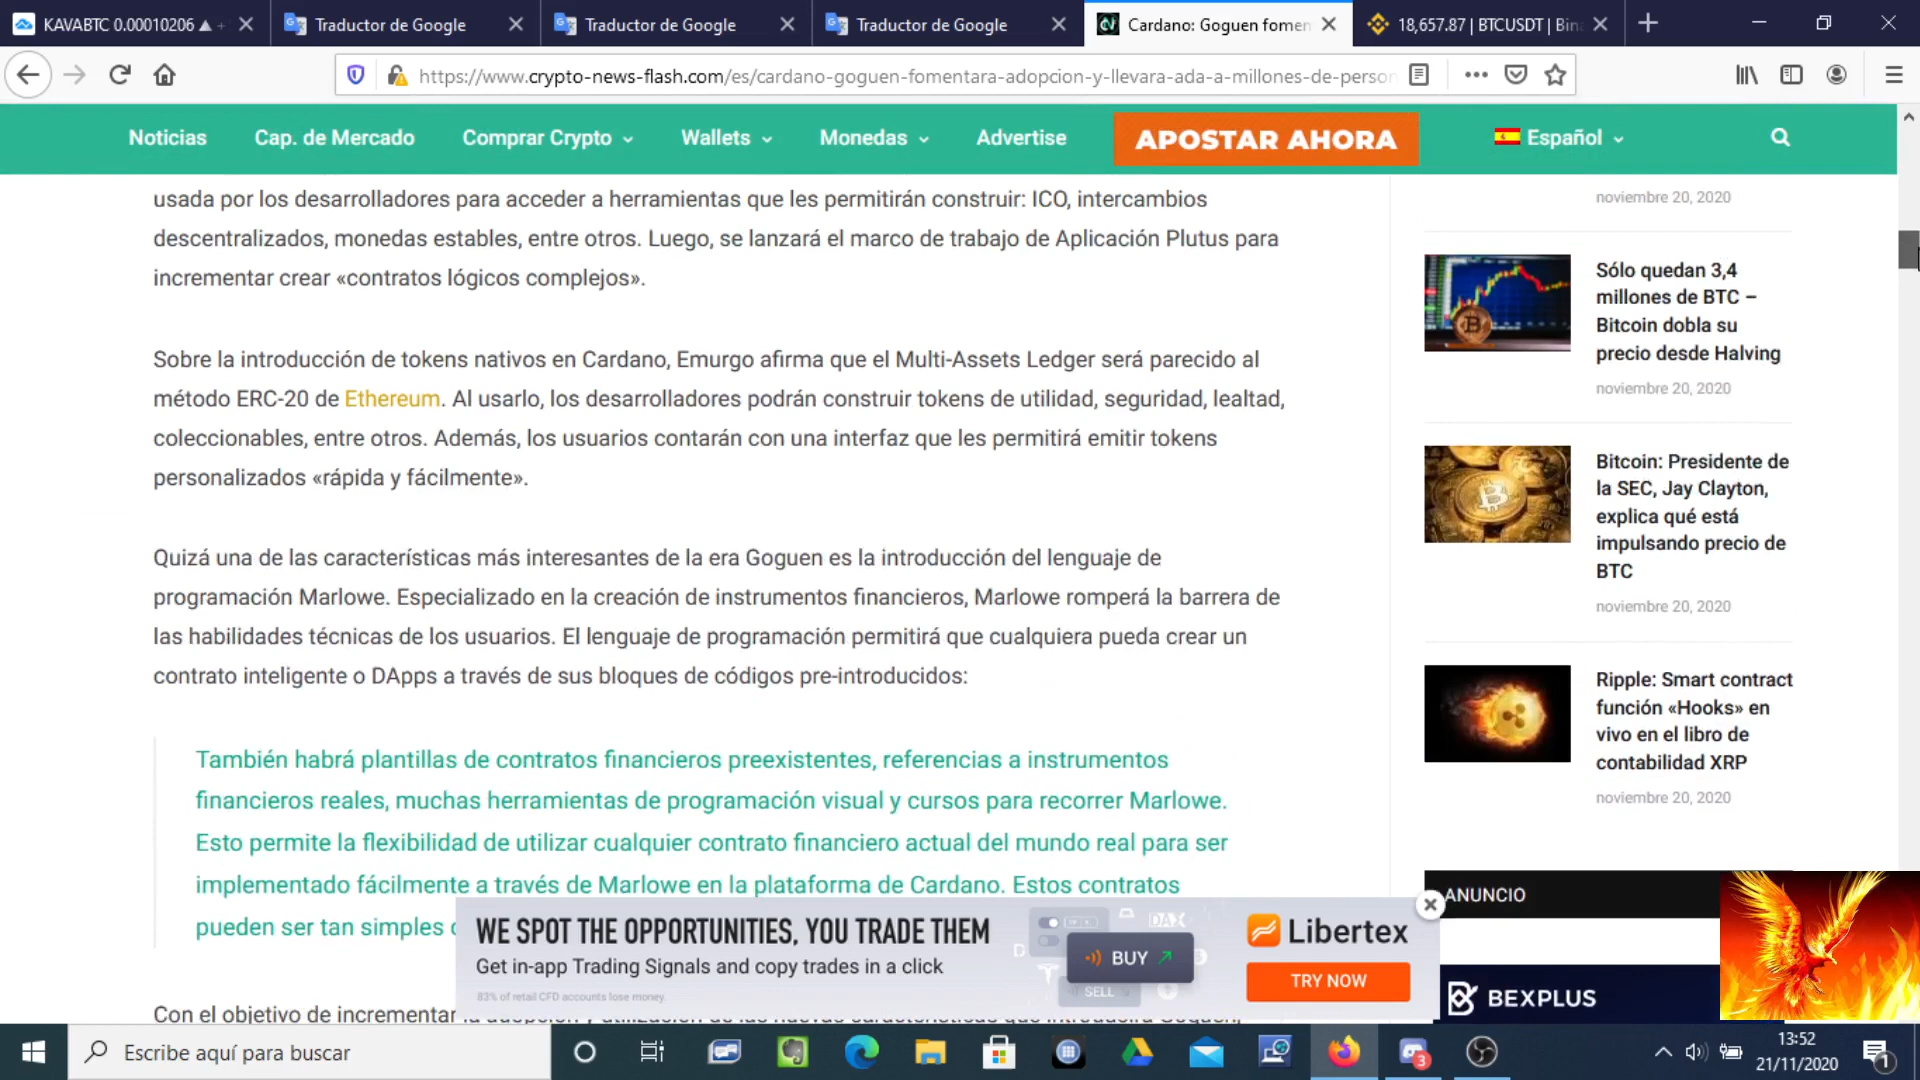 KAVABTC 0.00010206 ▲ +
Traductor de Google
Traductor de Google
Traductor de Google
Cardano: Goguen fomen
18,657.87 | BTCUSDT | Bin
https://www.crypto-news-flash.com/es/cardano-goguen-fomentara-adopcion-y-llevara-ada-a-millones-de-person
Noticias
Cap. de Mercado
Comprar Crypto
Wallets
Monedas
Advertise
APOSTAR AHORA
Español
usada por los desarrolladores para acceder a herramientas que les permitirán construir: ICO, intercambios
descentralizados, monedas estables, entre otros. Luego, se lanzará el marco de trabajo de Aplicación Plutus para
incrementar crear «contratos lógicos complejos».
Sobre la introducción de tokens nativos en Cardano, Emurgo afirma que el Multi-Assets Ledger será parecido al
método ERC-20 de Ethereum. Al usarlo, los desarrolladores podrán construir tokens de utilidad, seguridad, lealtad,
coleccionables, entre otros. Además, los usuarios contarán con una interfaz que les permitirá emitir tokens
personalizados «rápida y fácilmente».
Quizá una de las características más interesantes de la era Goguen es la introducción del lenguaje de
programación Marlowe. Especializado en la creación de instrumentos financieros, Marlowe romperá la barrera de
las habilidades técnicas de los usuarios. El lenguaje de programación permitirá que cualquiera pueda crear un
contrato inteligente o DApps a través de sus bloques de códigos pre-introducidos:
También habrá plantillas de contratos financieros preexistentes, referencias a instrumentos
financieros reales, muchas herramientas de programación visual y cursos para recorrer Marlowe.
Esto permite la flexibilidad de utilizar cualquier contrato financiero actual del mundo real para ser
implementado fácilmente a través de Marlowe en la plataforma de Cardano. Estos contratos
pueden ser tan simples
Con el objetivo de incrementar la adopción y utilización de las nuevas características que introducirá Goguen,
noviembre 20, 2020
Sólo quedan 3,4
millones de BTC –
Bitcoin dobla su
precio desde Halving
noviembre 20, 2020
Bitcoin: Presidente de
la SEC, Jay Clayton,
explica qué está
impulsando precio de
BTC
noviembre 20, 2020
Ripple: Smart contract
función «Hooks» en
vivo en el libro de
contabilidad XRP
noviembre 20, 2020
ANUNCIO
BEXPLUS
WE SPOT THE OPPORTUNITIES, YOU TRADE THEM
Get in-app Trading Signals and copy trades in a click
83% of retail CFD accounts lose money.
DAX
BUY
SELL
Libertex
TRY NOW
Escribe aquí para buscar
3
13:52
21/11/2020
1